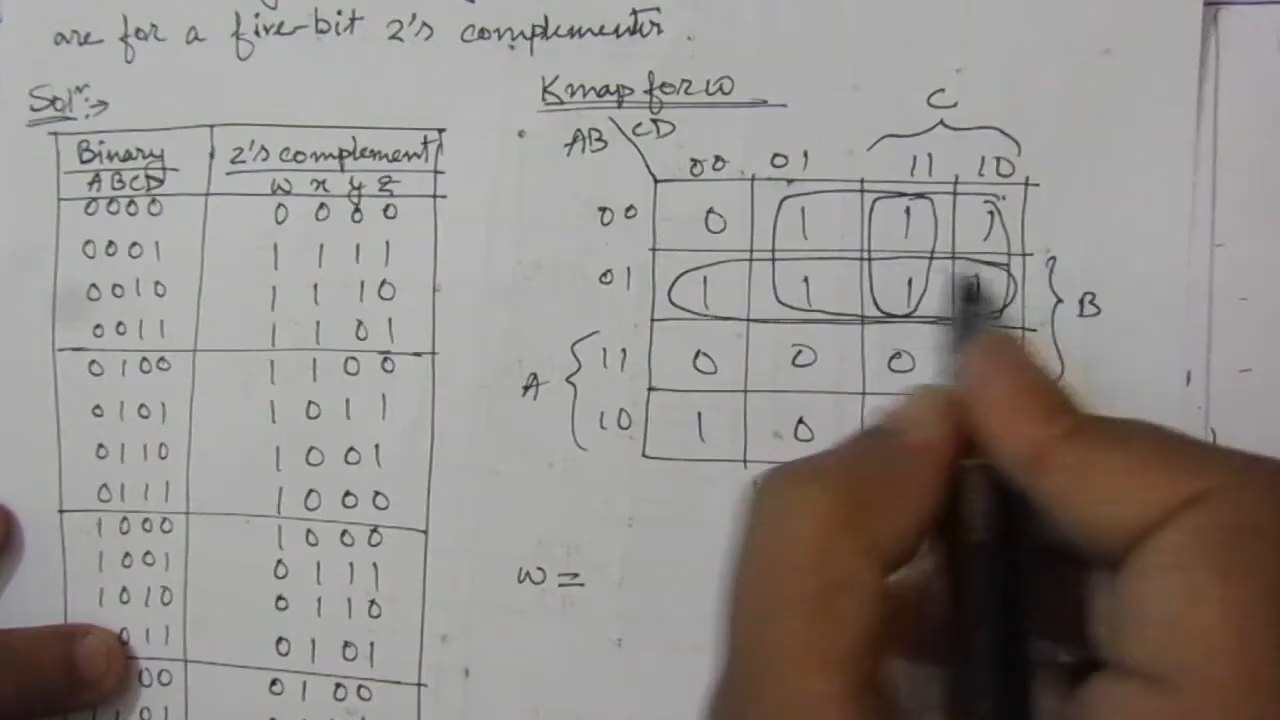 are for a five-bit 2's complementer.
Solⁿ:→
Binary 2's complement
ABCD w x y z
0000 0 0 0 0
0001 1 1 1 1
0010 1 1 1 0
0011 1 1 0 1
0100 1 1 0 0
0101 1 0 1 1
0110 1 0 0 1
0111 1 0 0 0
1000 1 0 0 0
1001 0 1 1 1
1010 0 1 1 0
011 0 1 0 1
00 0 1 0 0
1101
Kmap for w
C
AB CD
00 01 11 10
00 0 1 1 1
01 1 1 1 1
B
A
11 0 0 0
10 1 0
w =